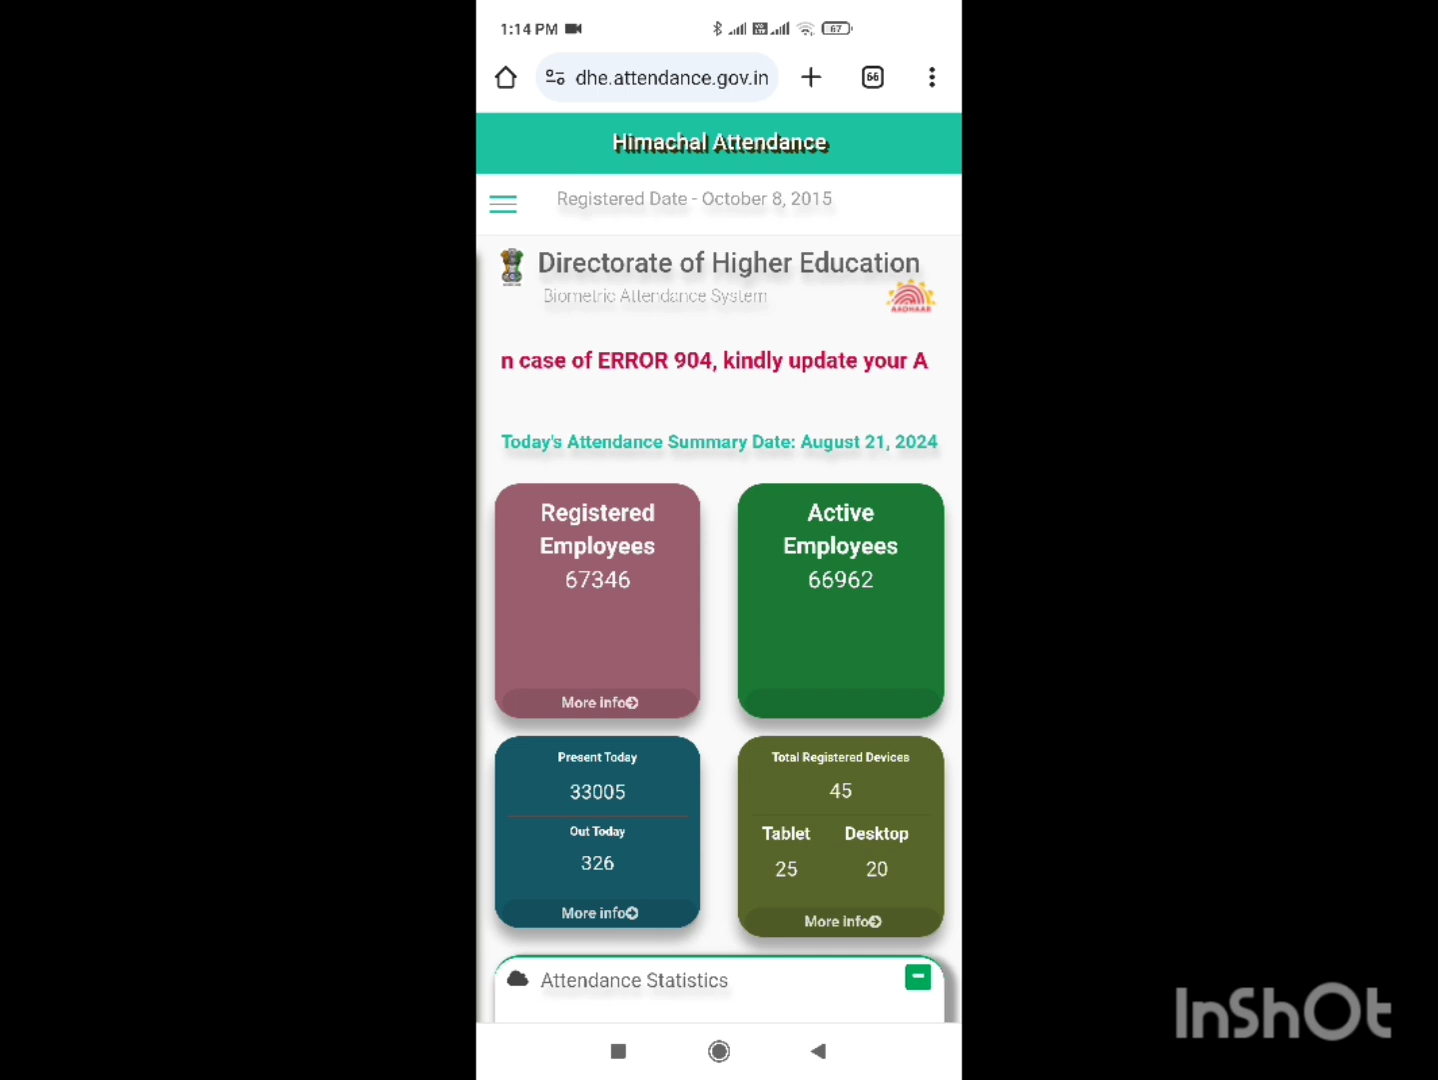 1:14 PM
67
dhe.attendance.gov.in
66
Himachal Attendance
Registered Date - October 8, 2015
Directorate of Higher Education
Biometric Attendance System
AADHAAR
n case of ERROR 904, kindly update your A
Today's Attendance Summary Date: August 21, 2024
Registered
Employees
67346
More info
Active
Employees
66962
Present Today
33005
Out Today
326
More info
Total Registered Devices
45
Tablet Desktop
25 20
More info
Attendance Statistics
InShOt